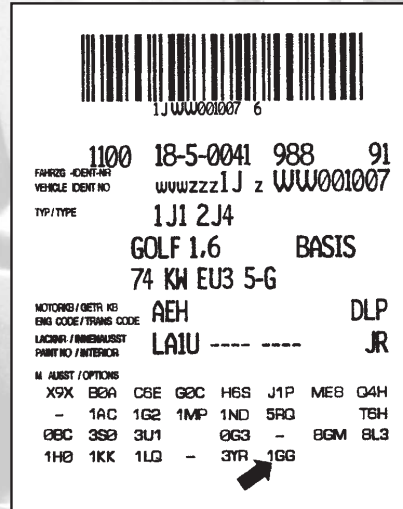 1JWW001007 6
1100 18-5-0041 988 91
FAHRZG.-IDENT-NR
VEHICLE IDENT NO WVWZZZ1J Z WW001007
TYP/TYPE 1J1 2J4
GOLF 1,6 BASIS
74 KW EU3 5-G
MOTORKB/GETR KB
ENG CODE/TRANS CODE AEH DLP
LACKNR./INNENAUSST
PAINT NO/INTERIOR LA1U ---- ---- JR
M AUSST/OPTIONS
X9X B0A C6E G0C H6S J1P ME8 Q4H
- 1AC 1G2 1MP 1ND 5RQ T6H
0BC 3S0 3U1 0G3 - 8GM 8L3
1H0 1KK 1LQ - 3YR 1GG